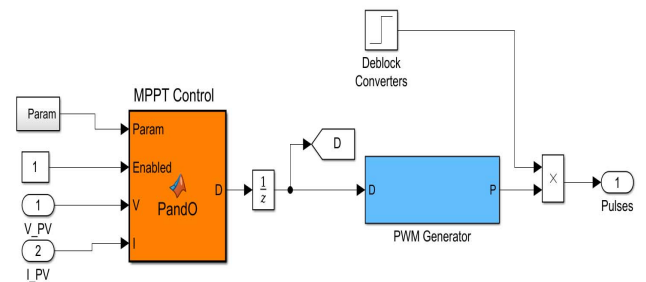 Deblock
Converters
MPPT Control
Param
Param
D
1
Enabled
D
1
z
D
P
×
1
1
V
PandO
V_PV
PWM Generator
Pulses
2
I
I_PV